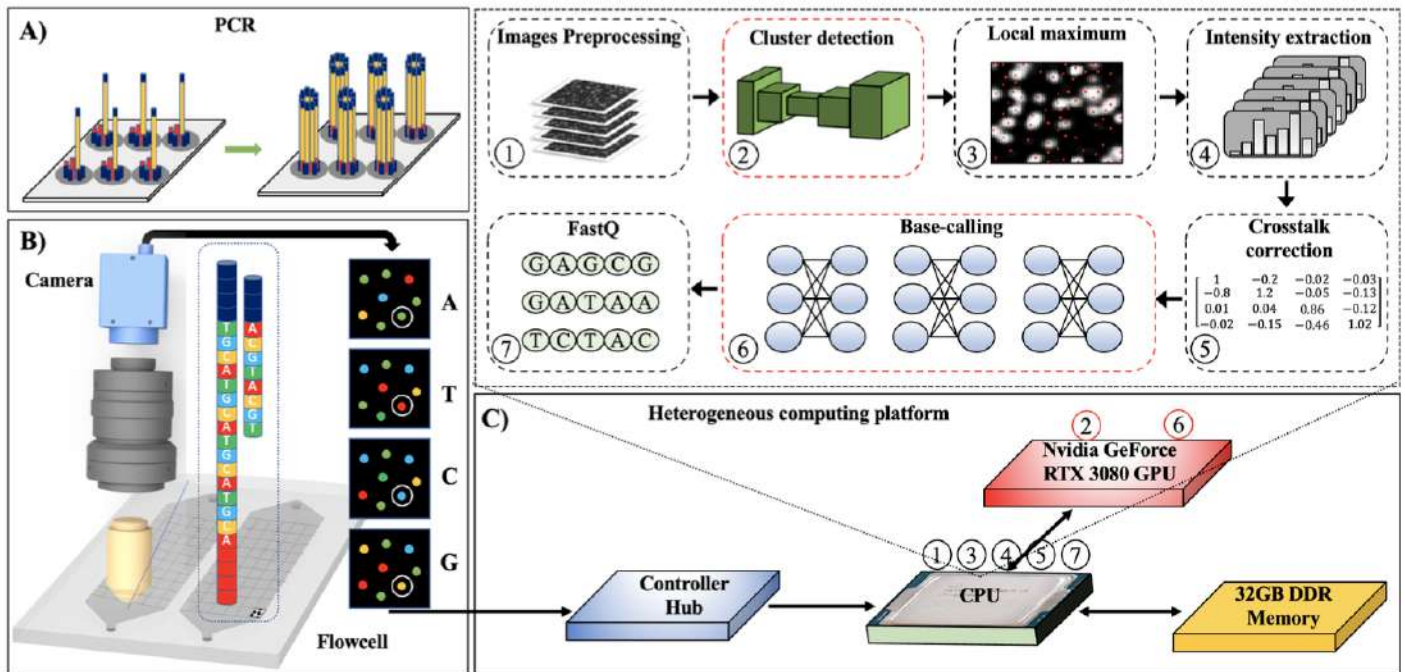 A)
PCR
B)
Camera
T
G
C
A
T
G
C
A
T
G
C
A
T
G
C
A
A
C
G
T
A
C
G
T
A
T
C
G
Flowcell
Images Preprocessing
1
Cluster detection
2
Local maximum
3
Intensity extraction
4
Crosstalk
correction
1 -0.2 -0.02 -0.03
-0.8 1.2 -0.05 -0.13
0.01 0.04 0.86 -0.12
-0.02 -0.15 -0.46 1.02
5
Base-calling
6
FastQ
G A G C G
G A T A A
T C T A C
7
C)
Heterogeneous computing platform
2 6
Nvidia GeForce
RTX 3080 GPU
1 3 4 5 7
Controller
Hub
CPU
32GB DDR
Memory